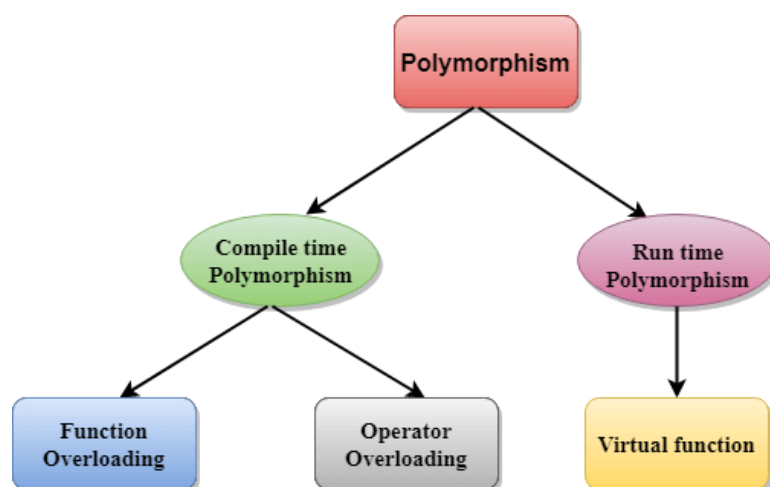 Polymorphism
Compile time
Polymorphism
Run time
Polymorphism
Function
Overloading
Operator
Overloading
Virtual function